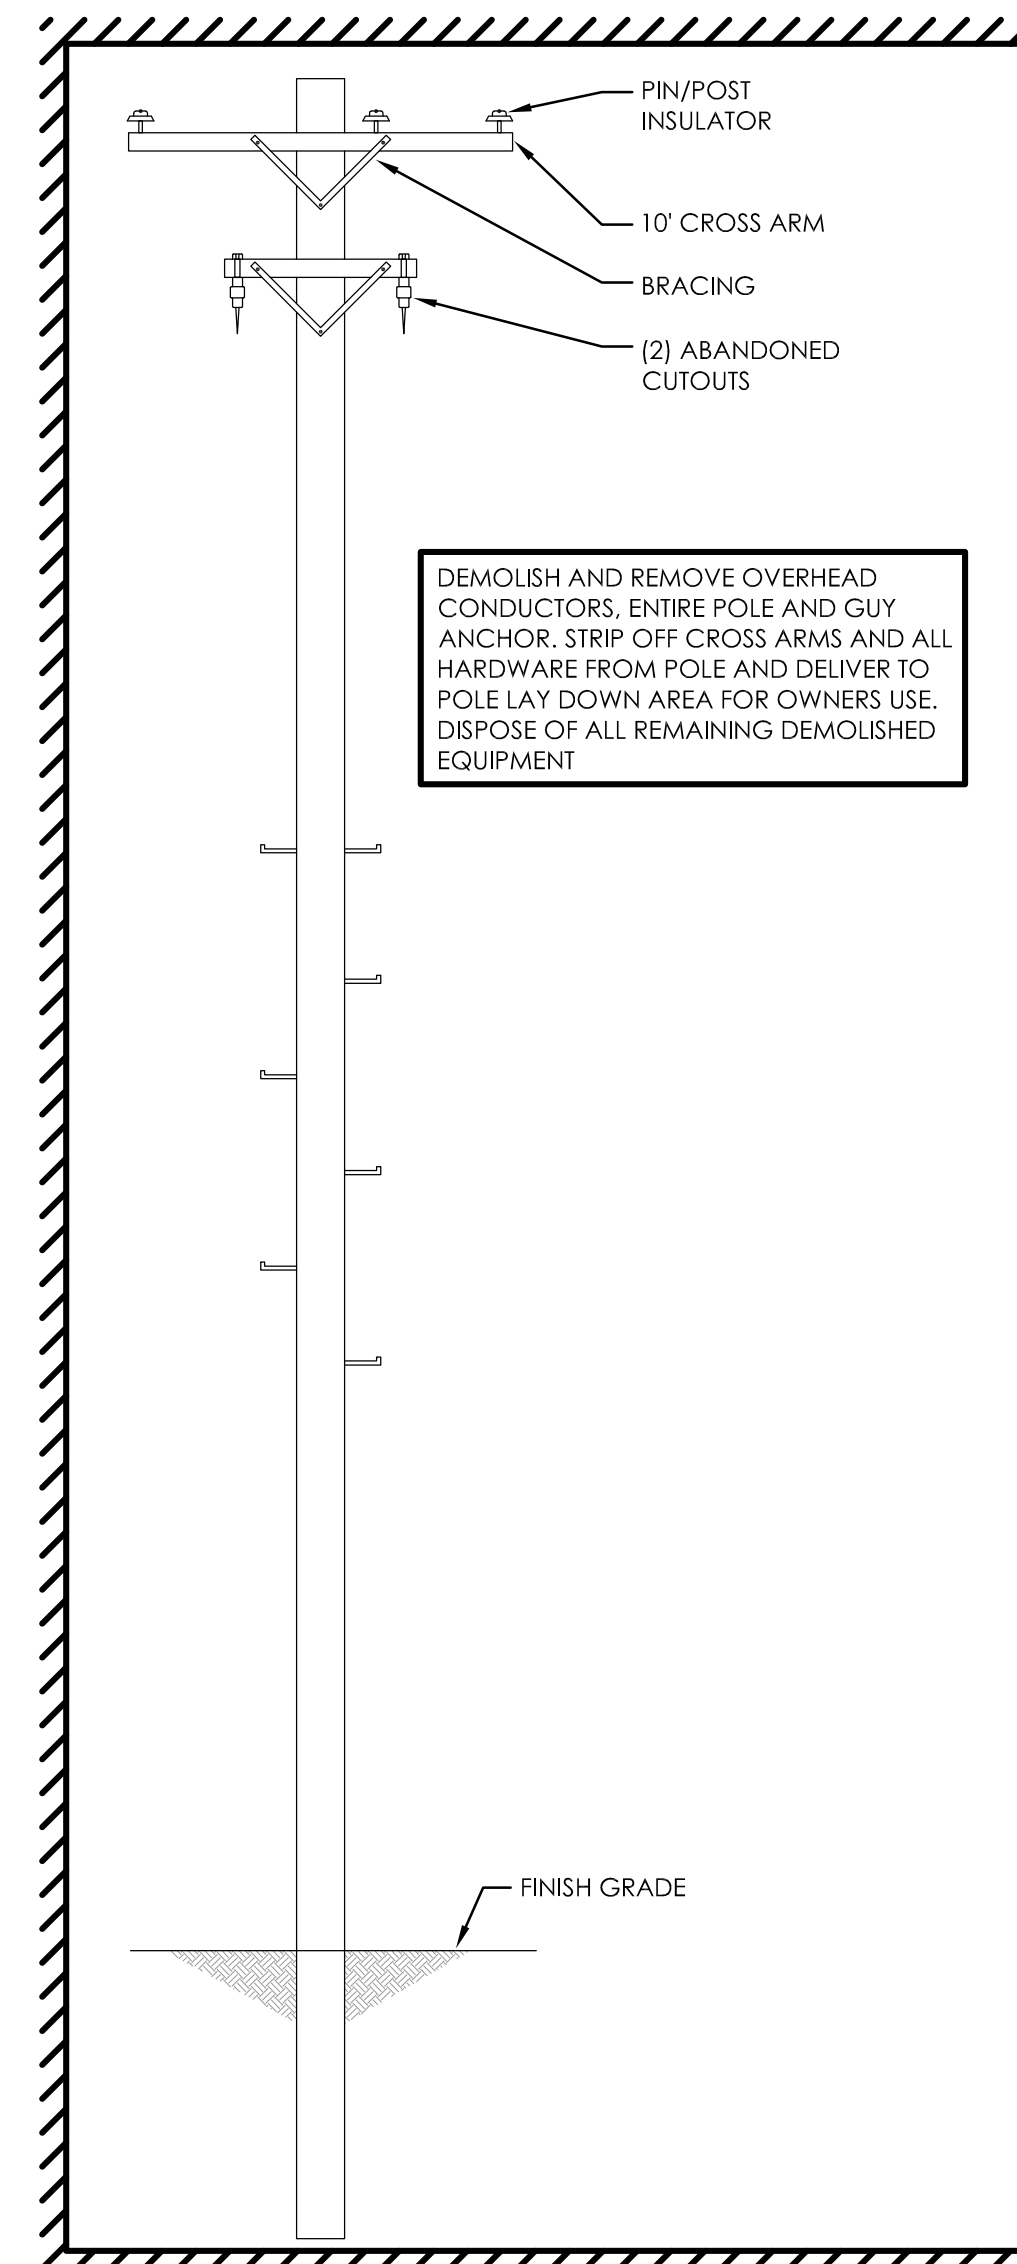 PIN/POST
INSULATOR
10' CROSS ARM
BRACING
(2) ABANDONED
CUTOUTS
DEMOLISH AND REMOVE OVERHEAD
CONDUCTORS, ENTIRE POLE AND GUY
ANCHOR. STRIP OFF CROSS ARMS AND ALL
HARDWARE FROM POLE AND DELIVER TO
POLE LAY DOWN AREA FOR OWNERS USE.
DISPOSE OF ALL REMAINING DEMOLISHED
EQUIPMENT
FINISH GRADE